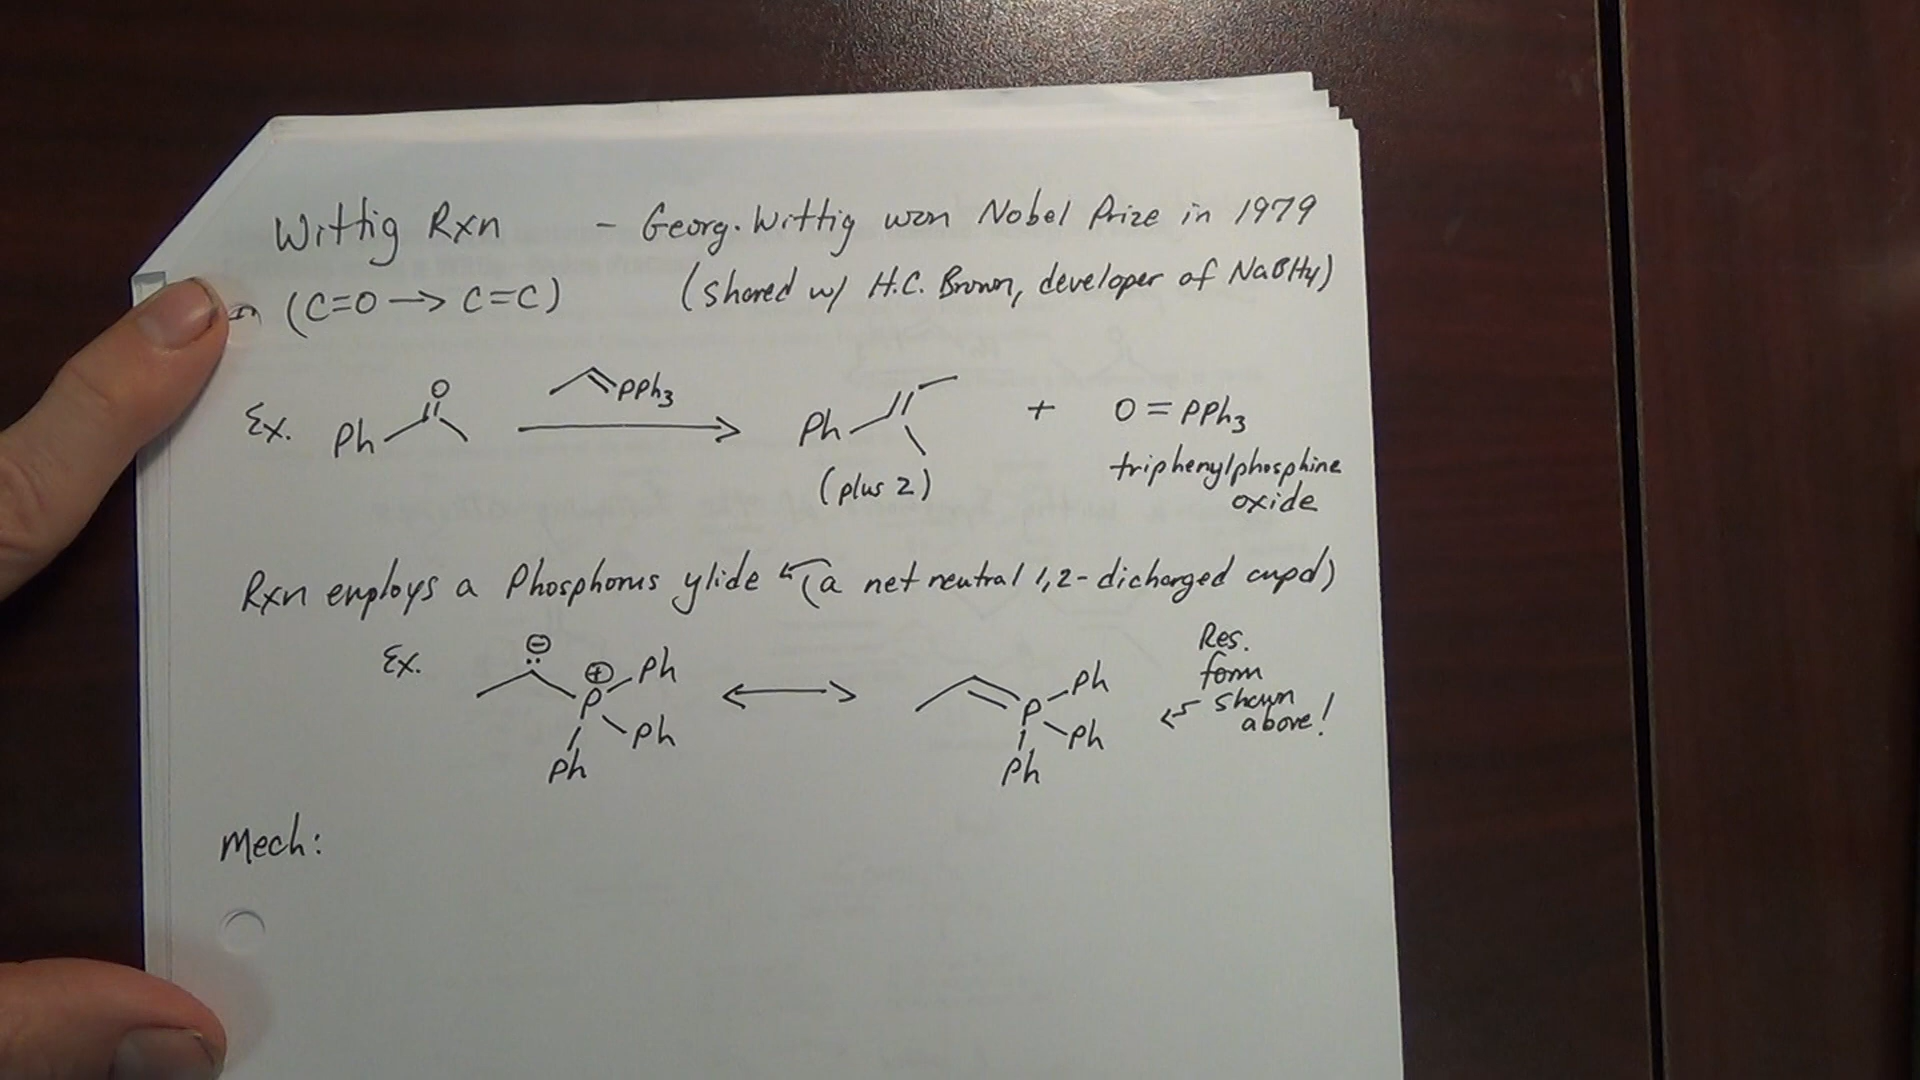 Wittig Rxn - Georg. Wittig won Nobel Prize in 1979
(C=O → C=C) (shared w/ H.C. Brown, developer of NaBH4)
Ex. Ph O PPh3 Ph + O = PPh3
(plus 2) triphenylphosphine
oxide
Rxn employs a Phosphorus ylide (a net neutral 1,2-dicharged cmpd)
Ex. ⊖ ⊕ P Ph Ph Ph ↔ P Ph Ph Ph Res.
form
shown
above!
Mech: